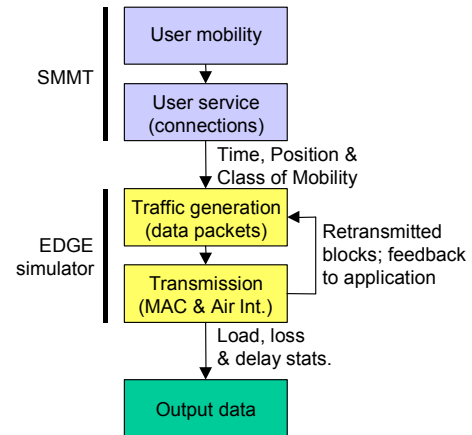 User mobility
SMMT
User service
(connections)
Time, Position &
Class of Mobility
Traffic generation
(data packets)
EDGE
simulator
Retransmitted
blocks; feedback
to application
Transmission
(MAC & Air Int.)
Load, loss
& delay stats.
Output data